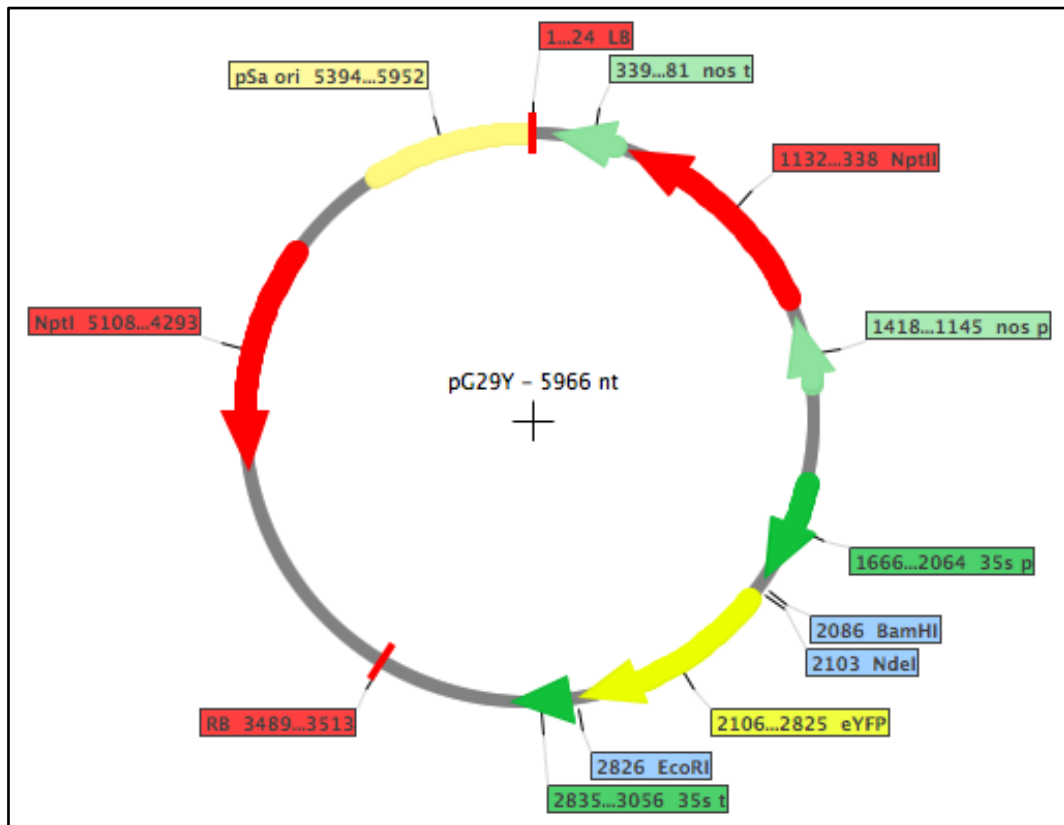 1...24 LB
339...81 nos t
pSa ori 5394...5952
1132...338 NptII
NptI 5108...4293
1418...1145 nos p
pG29Y - 5966 nt
1666...2064 35s p
2086 BamHI
2103 NdeI
RB 3489...3513
2106...2825 eYFP
2826 EcoRI
2835...3056 35s t